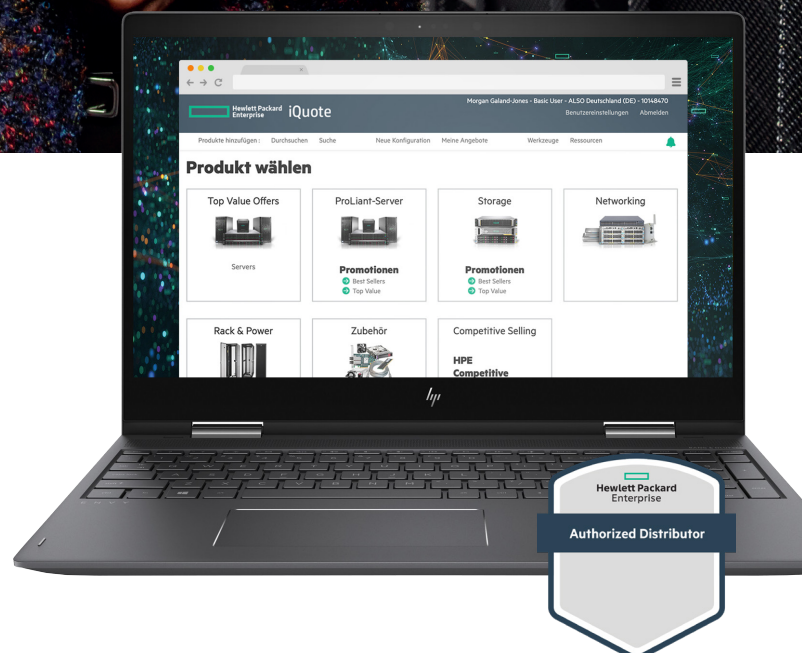 Hewlett Packard
Enterprise
iQuote
Morgan Galand-Jones - Basic User - ALSO Deutschland (DE) - 10148470
Benutzereinstellungen Abmelden
Produkte hinzufügen : Durchsuchen Suche Neue Konfiguration Meine Angebote Werkzeuge Ressourcen
Produkt wählen
Top Value Offers
Servers
ProLiant-Server
Promotionen
Best Sellers
Top Value
Storage
Promotionen
Best Sellers
Top Value
Networking
Rack & Power
Zubehör
Competitive Selling
HPE
Competitive
hp
Hewlett Packard
Enterprise
Authorized Distributor